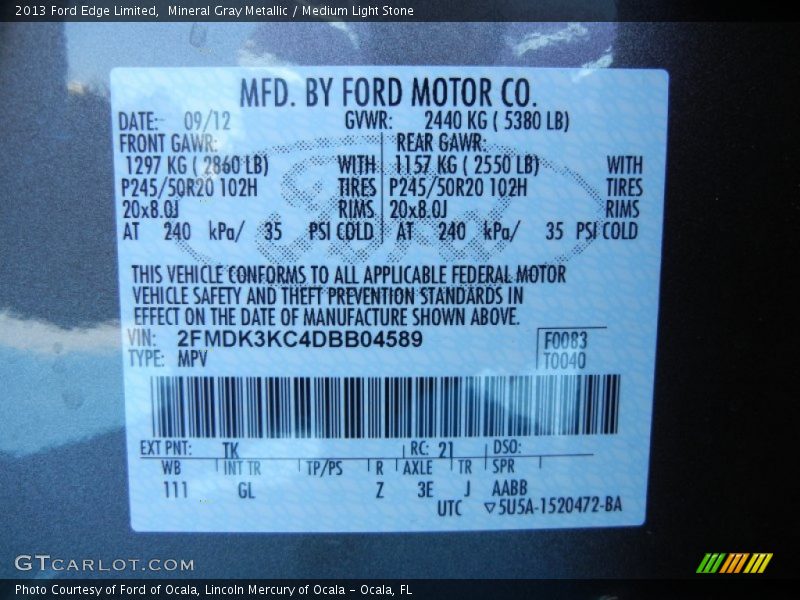 2013 Ford Edge Limited,  Mineral Gray Metallic / Medium Light Stone
MFD. BY FORD MOTOR CO.
DATE: 09/12 GVWR: 2440 KG ( 5380 LB)
FRONT GAWR: REAR GAWR:
1297 KG ( 2860 LB) WITH 1157 KG ( 2550 LB) WITH
P245/50R20 102H TIRES P245/50R20 102H TIRES
20x8.0J RIMS 20x8.0J RIMS
AT 240 kPa/ 35 PSI COLD AT 240 kPa/ 35 PSI COLD
THIS VEHICLE CONFORMS TO ALL APPLICABLE FEDERAL MOTOR
VEHICLE SAFETY AND THEFT PREVENTION STANDARDS IN
EFFECT ON THE DATE OF MANUFACTURE SHOWN ABOVE.
VIN: 2FMDK3KC4DBB04589 F0083
TYPE: MPV T0040
EXT PNT: TK RC: 21 DSO:
WB INT TR TP/PS R AXLE TR SPR
111 GL Z 3E J AABB
UTC ▽5U5A-1520472-BA
GTCARLOT.COM
Photo Courtesy of Ford of Ocala, Lincoln Mercury of Ocala - Ocala, FL